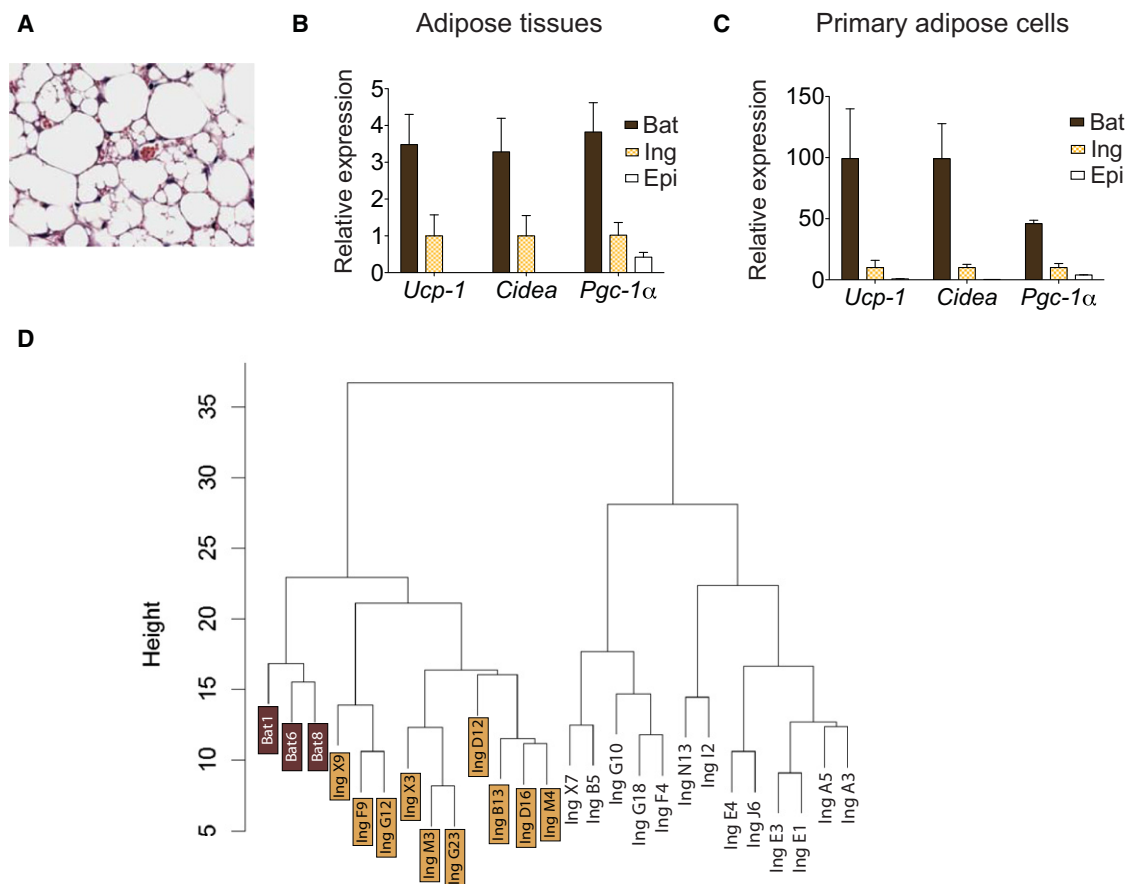 A
B
Adipose tissues
Relative expression
5
4
3
2
1
0
Ucp-1
Cidea
Pgc-1α
Bat
Ing
Epi
C
Primary adipose cells
Relative expression
150
100
50
0
Ucp-1
Cidea
Pgc-1α
Bat
Ing
Epi
D
Height
35
30
25
20
15
10
5
Bat1
Bat6
Bat8
Ing X9
Ing F9
Ing G12
Ing X3
Ing M3
Ing G23
Ing D12
Ing B13
Ing D16
Ing M4
Ing X7
Ing B5
Ing G10
Ing G18
Ing F4
Ing N13
Ing I2
Ing E4
Ing J6
Ing E3
Ing E1
Ing A5
Ing A3